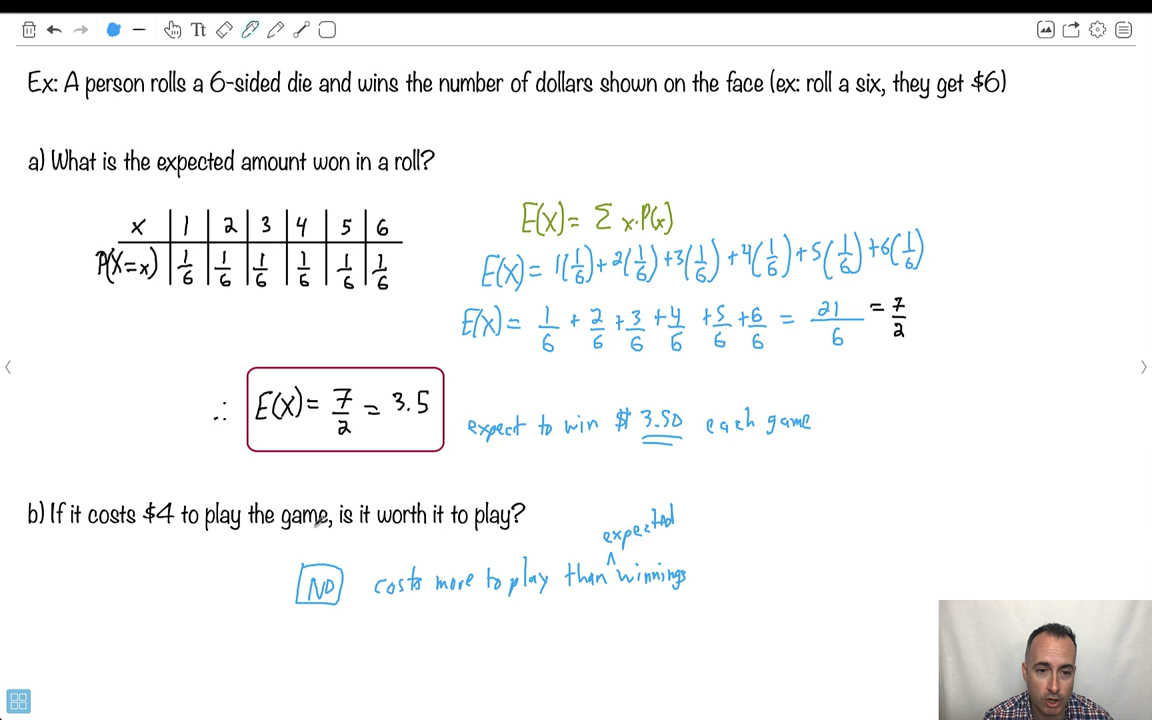 Tt
Ex: A person rolls a 6-sided die and wins the number of dollars shown on the face (ex: roll a six, they get $6)
a) What is the expected amount won in a roll?
x 1 2 3 4 5 6
P(X=x) 1/6 1/6 1/6 1/6 1/6 1/6
E(X)= Σ x·P(x)
E(X)= 1(1/6)+2(1/6)+3(1/6)+4(1/6)+5(1/6)+6(1/6)
E(X)= 1/6 + 2/6 + 3/6 + 4/6 + 5/6 + 6/6 = 21/6 = 7/2
∴ E(X)= 7/2 = 3.5
expect to win $ 3.50 each game
b) If it costs $4 to play the game, is it worth it to play?
expected
NO costs more to play than ^ winnings